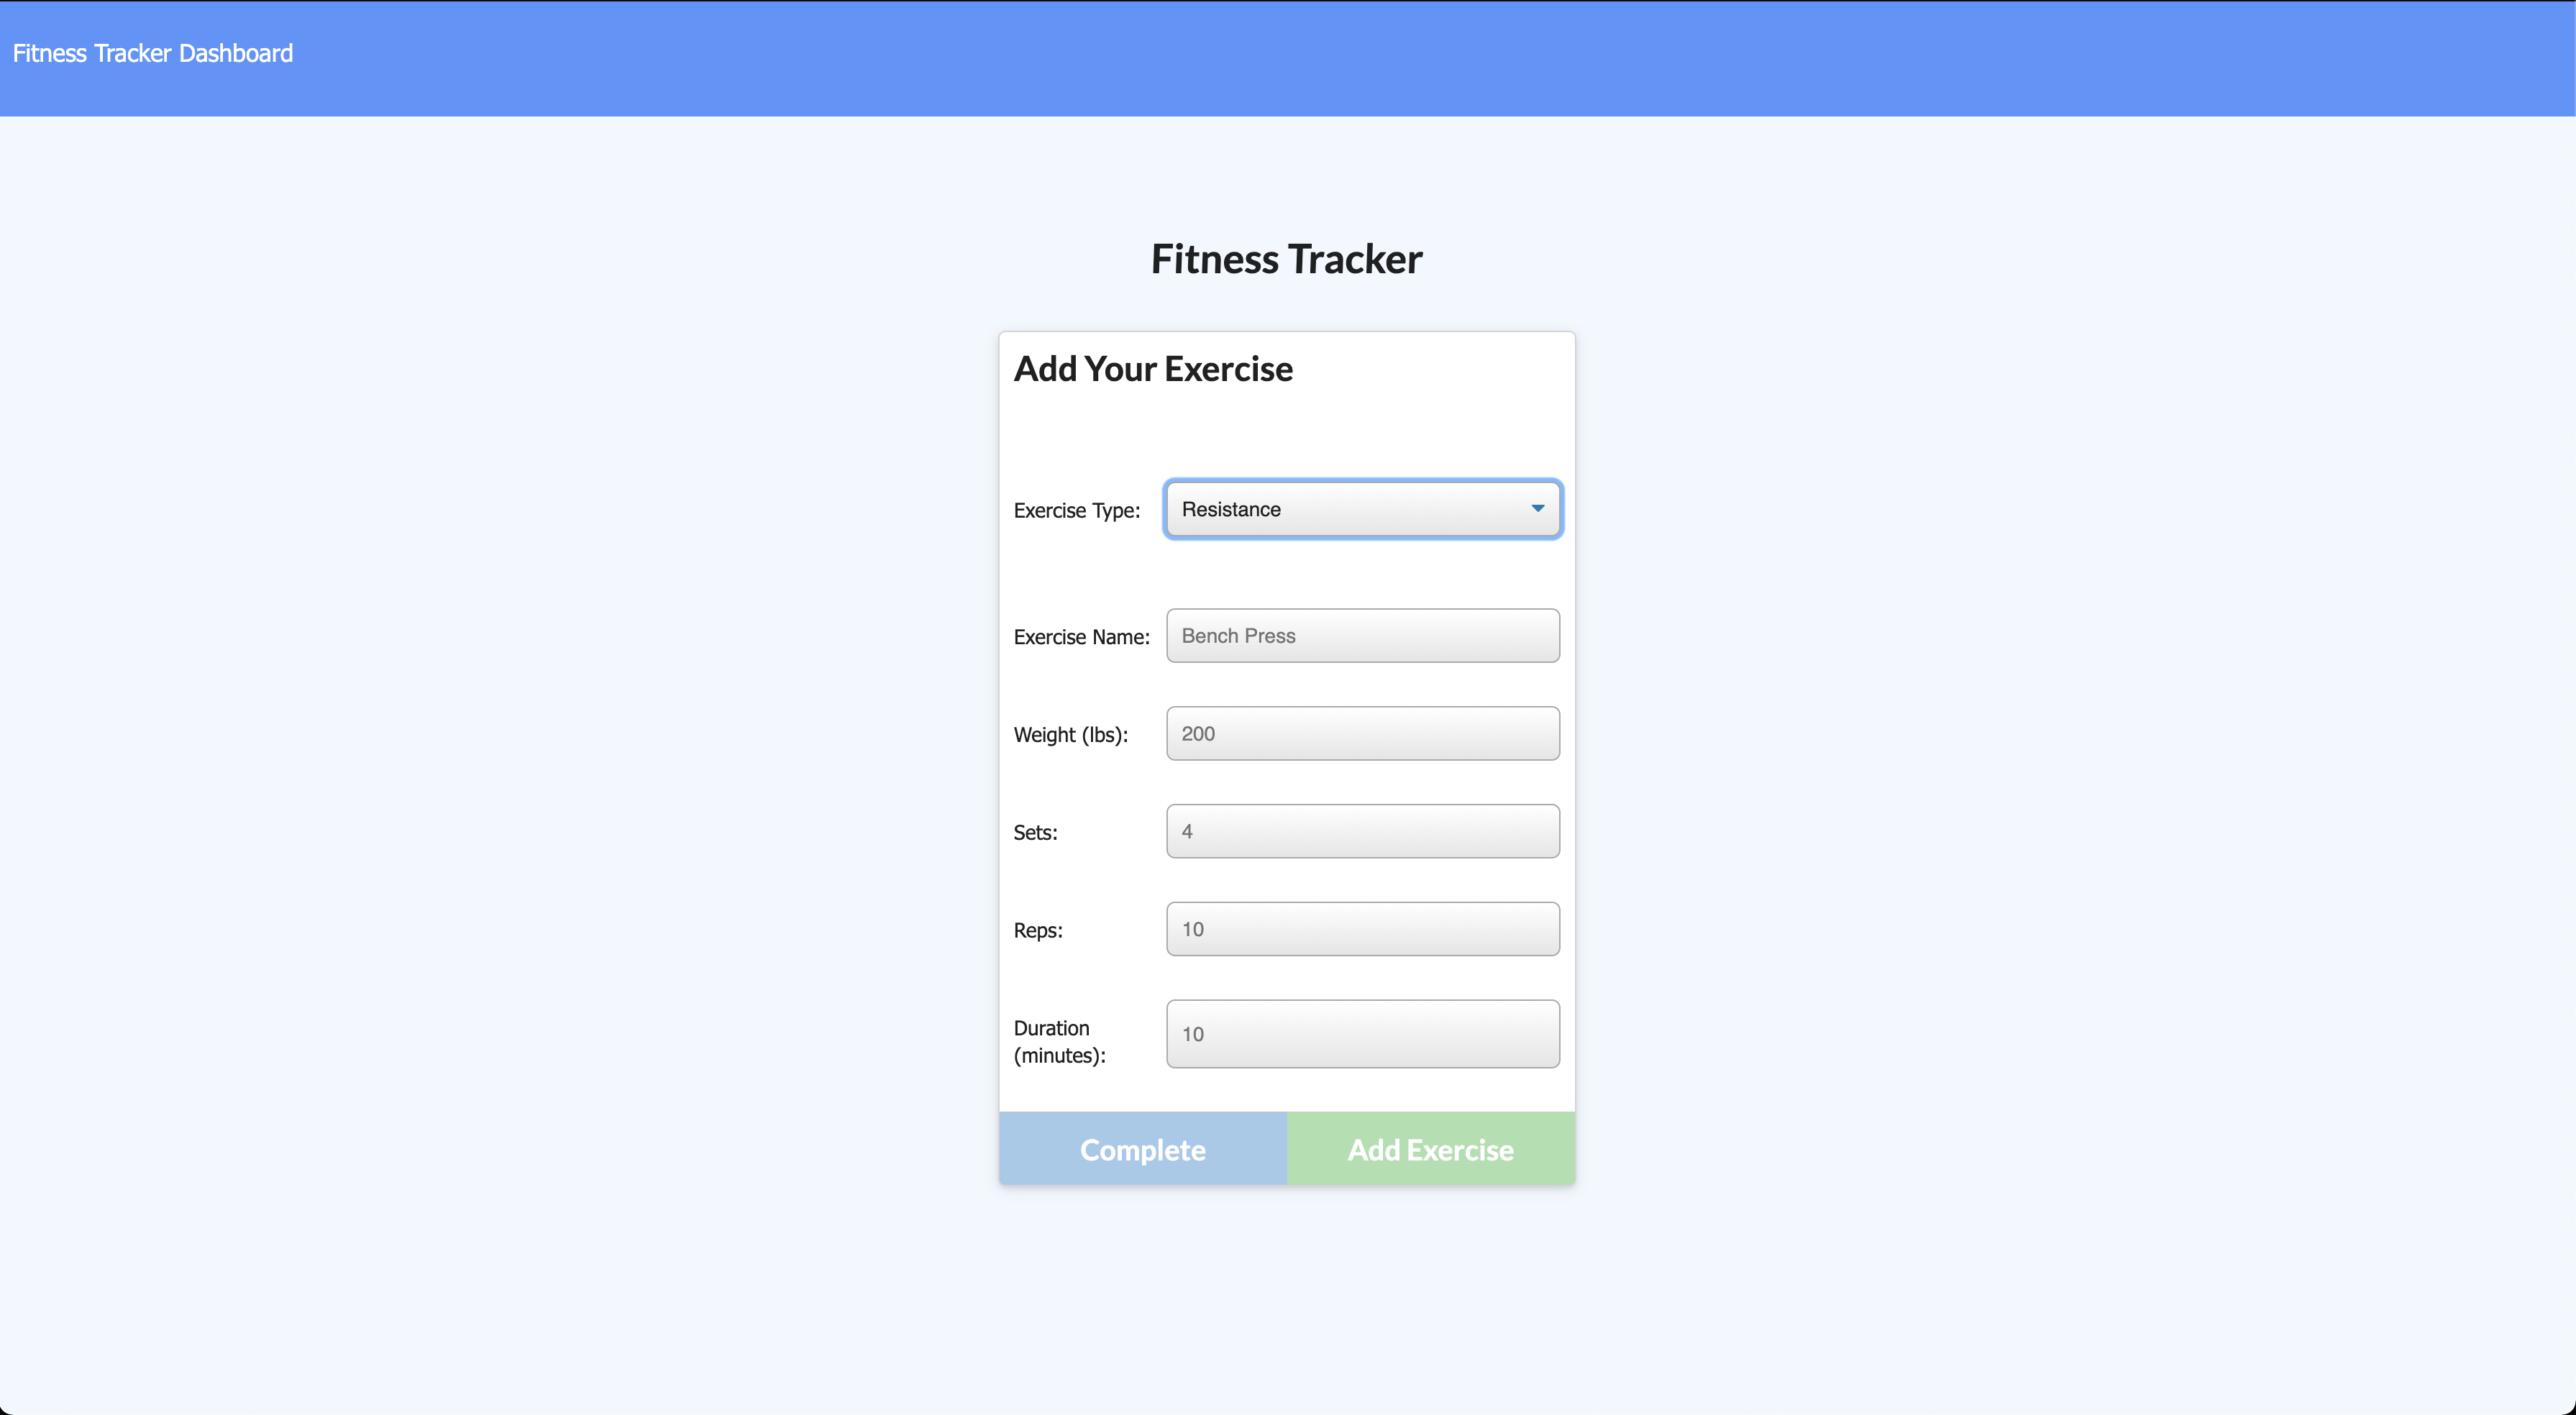 Fitness Tracker Dashboard
Fitness Tracker
Add Your Exercise
Exercise Type: Resistance
Exercise Name: Bench Press
Weight (lbs): 200
Sets: 4
Reps: 10
Duration
(minutes): 10
Complete Add Exercise